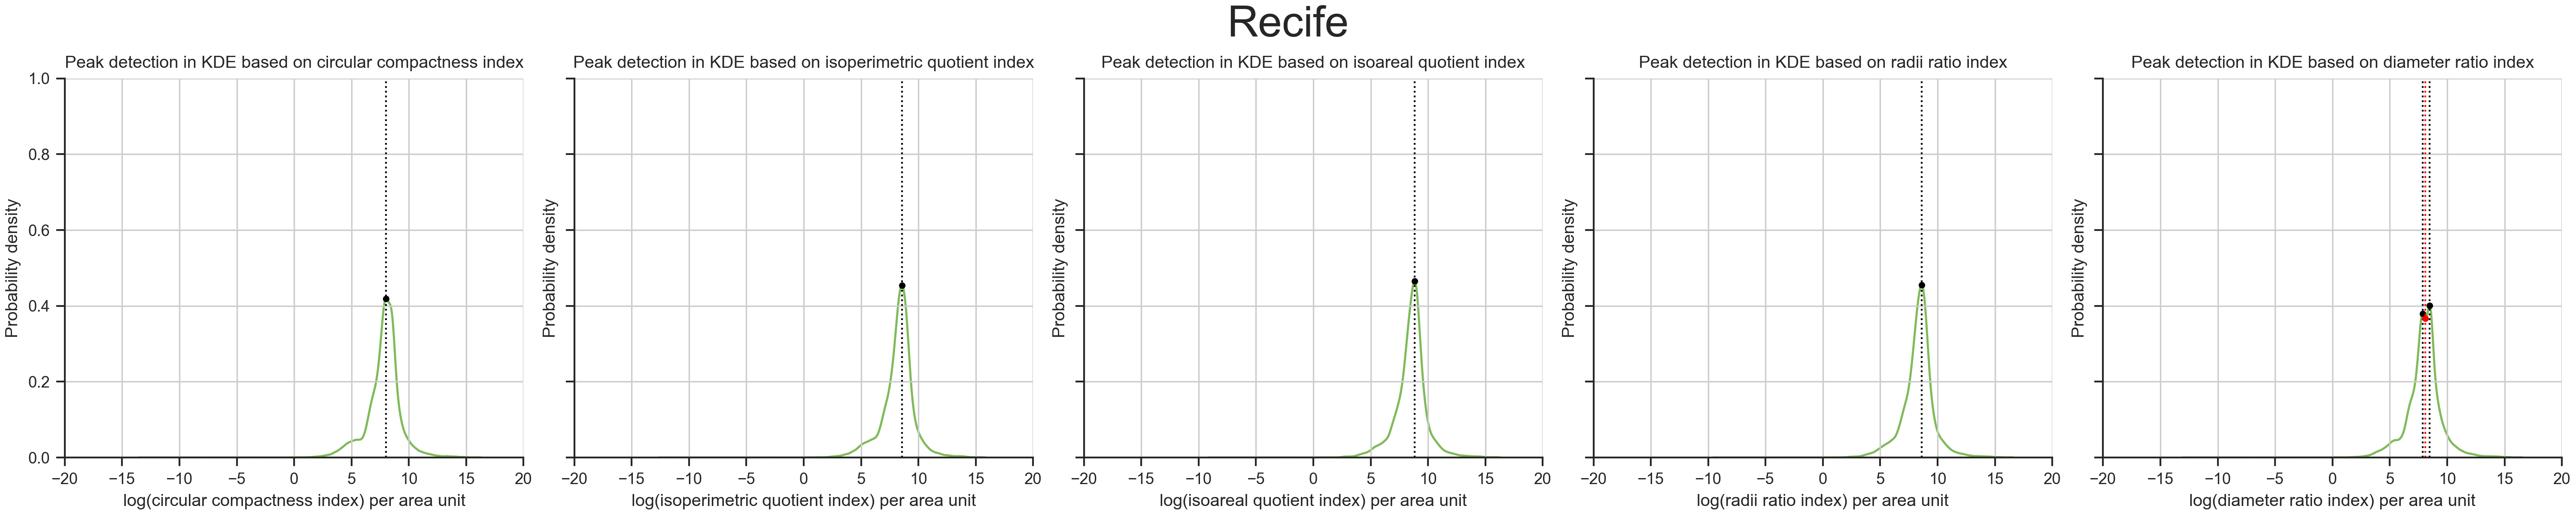 Recife
Peak detection in KDE based on circular compactness index
Peak detection in KDE based on isoperimetric quotient index
Peak detection in KDE based on isoareal quotient index
Peak detection in KDE based on radii ratio index
Peak detection in KDE based on diameter ratio index
1.0
0.8
0.6
0.4
0.2
0.0
Probability density
Probability density
Probability density
Probability density
Probability density
−20 −15 −10 −5 0 5 10 15 20
−20 −15 −10 −5 0 5 10 15 20
−20 −15 −10 −5 0 5 10 15 20
−20 −15 −10 −5 0 5 10 15 20
−20 −15 −10 −5 0 5 10 15 20
log(circular compactness index) per area unit
log(isoperimetric quotient index) per area unit
log(isoareal quotient index) per area unit
log(radii ratio index) per area unit
log(diameter ratio index) per area unit